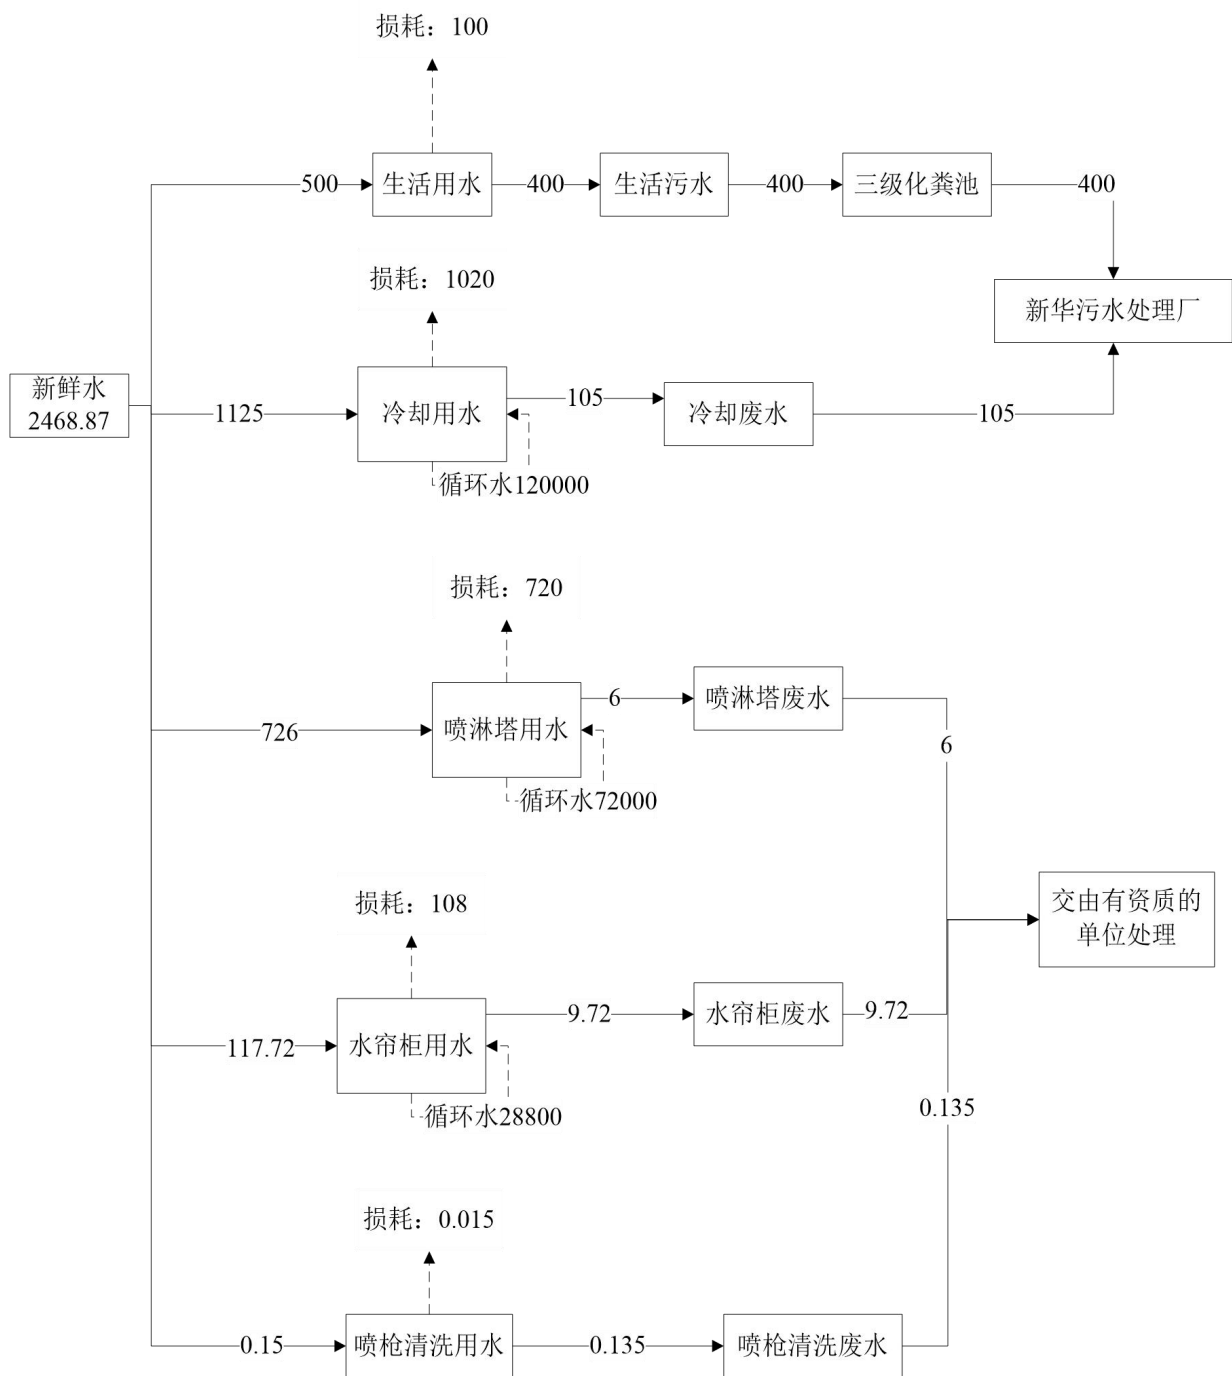 损耗：100
500
生活用水
400
生活污水
400
三级化粪池
400
损耗：1020
新华污水处理厂
新鲜水
2468.87
1125
冷却用水
105
冷却废水
105
循环水120000
损耗：720
726
喷淋塔用水
6
喷淋塔废水
6
循环水72000
损耗：108
交由有资质的
单位处理
117.72
水帘柜用水
9.72
水帘柜废水
9.72
循环水28800
0.135
损耗：0.015
0.15
喷枪清洗用水
0.135
喷枪清洗废水